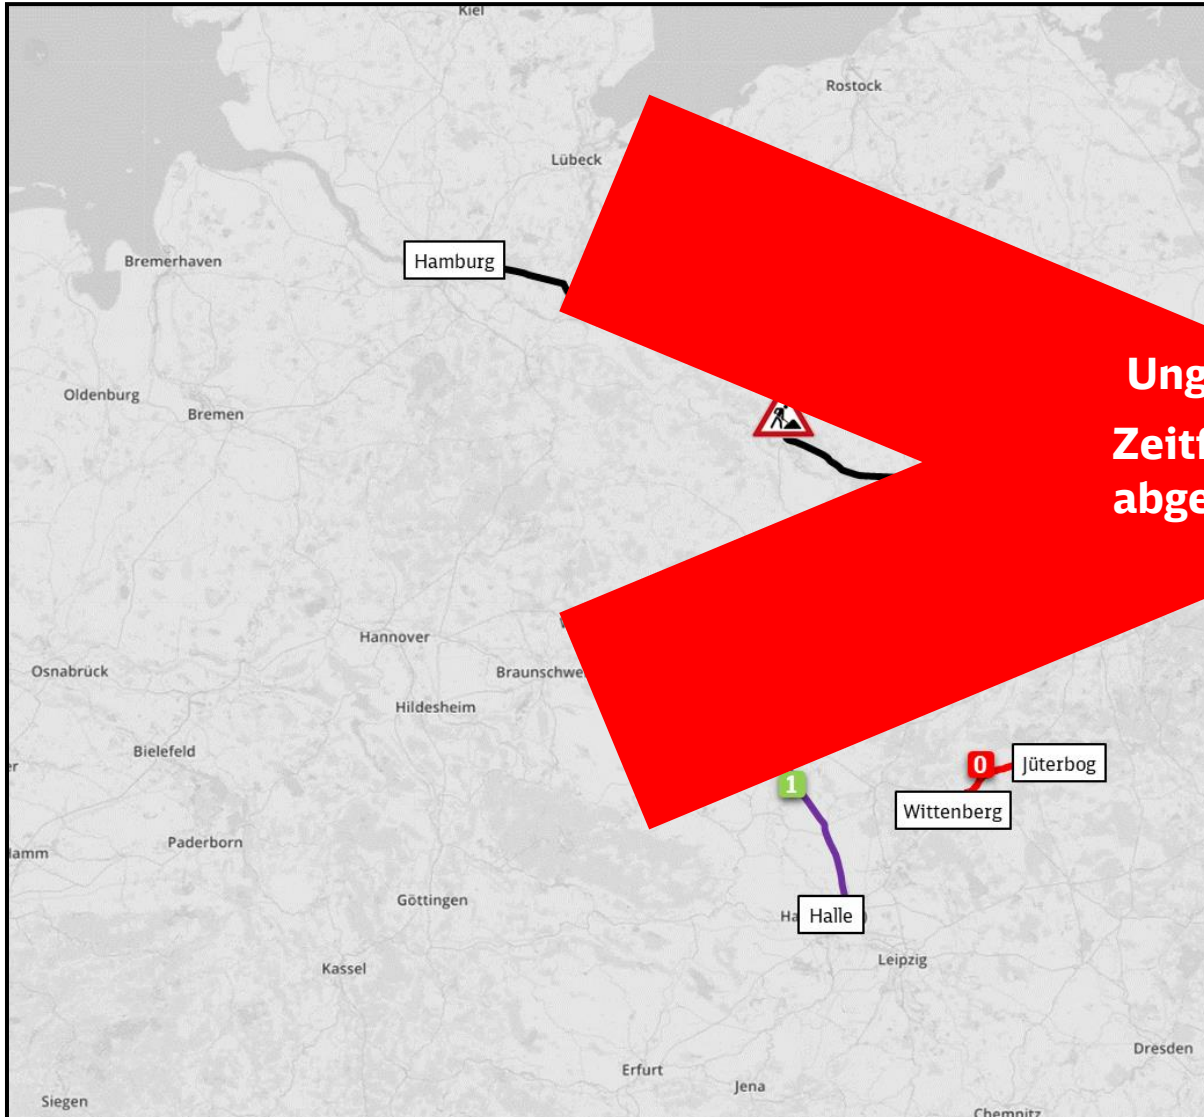 Kiel
Rostock
Lübeck
Hamburg
Bremerhaven
Ung
Oldenburg
Bremen
Zeitf
abge
Hannover
Osnabrück
Braunschwe
Hildesheim
Bielefeld
0
Jüterbog
1
Wittenberg
Paderborn
lamm
Göttingen
Halle
Leipzig
Kassel
Dresden
Erfurt
Jena
Siegen
Chemnitz